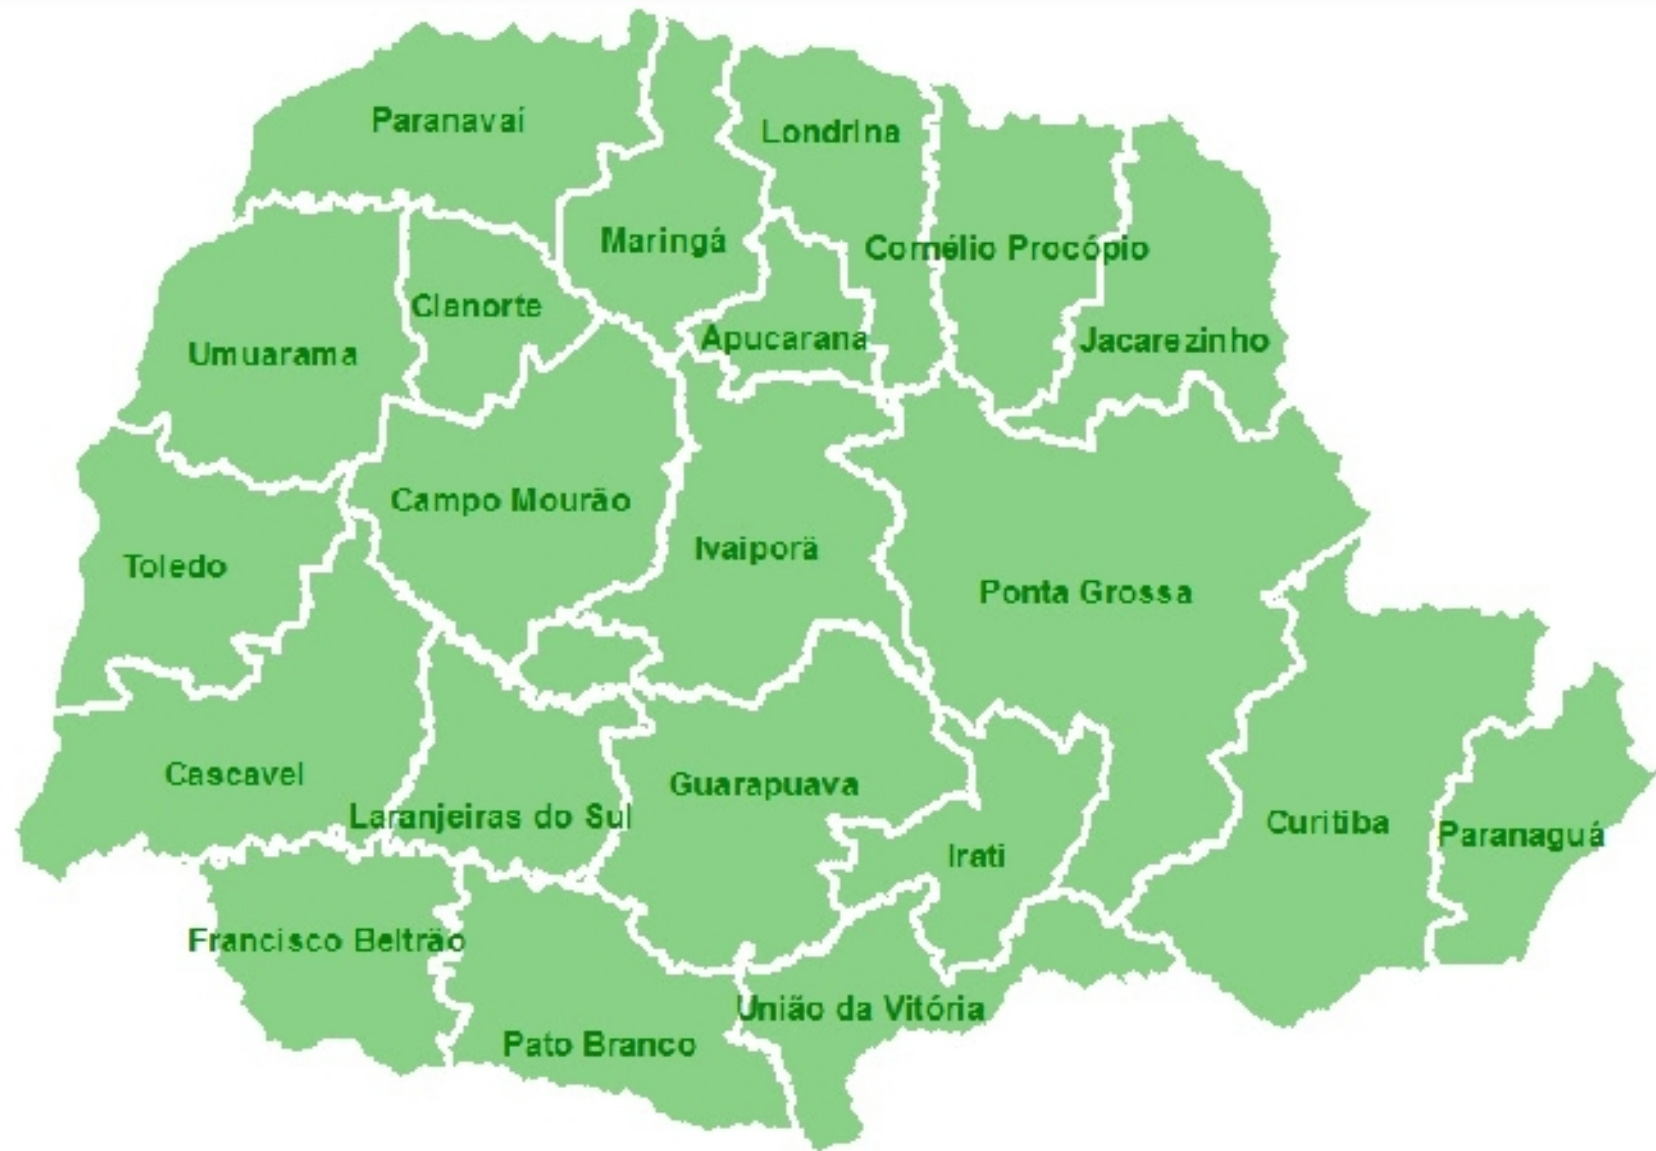 Paranavaí
Londrina
Maringá
Cornélio Procópio
Cianorte
Apucarana
Jacarezinho
Umuarama
Campo Mourão
Ivaiporã
Toledo
Ponta Grossa
Cascavel
Guarapuava
Laranjeiras do Sul
Curitiba
Paranaguá
Irati
Francisco Beltrão
União da Vitória
Pato Branco